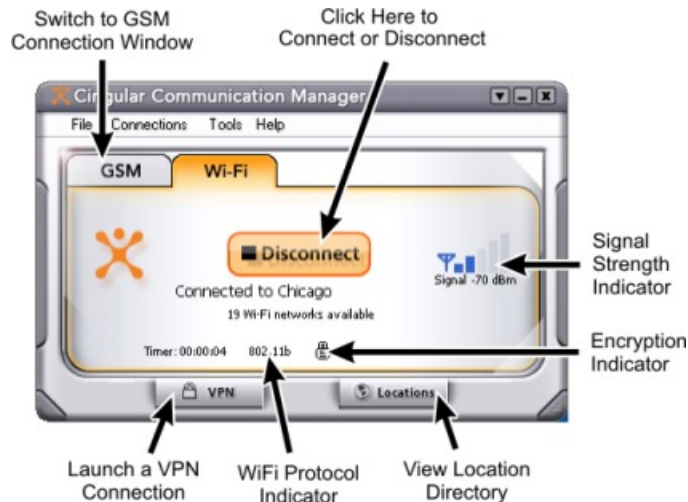 Switch to GSM
Connection Window
Click Here to
Connect or Disconnect
Cingular Communication Manager
File Connections Tools Help
GSM Wi-Fi
Disconnect
Connected to Chicago
19 Wi-Fi networks available
Signal -70 dBm
Signal
Strength
Indicator
Timer: 00:00:04 802.11b
Encryption
Indicator
VPN Locations
Launch a VPN
Connection
WiFi Protocol
Indicator
View Location
Directory